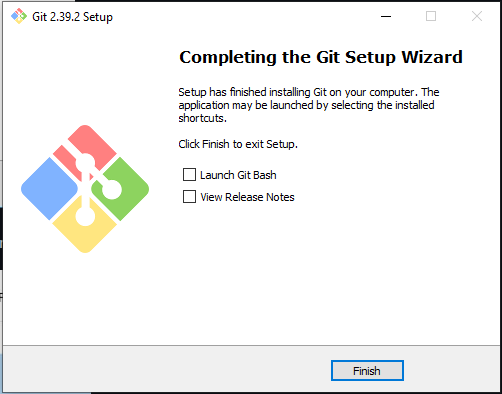 Git 2.39.2 Setup
Completing the Git Setup Wizard
Setup has finished installing Git on your computer. The
application may be launched by selecting the installed
shortcuts.
Click Finish to exit Setup.
Launch Git Bash
View Release Notes
Finish